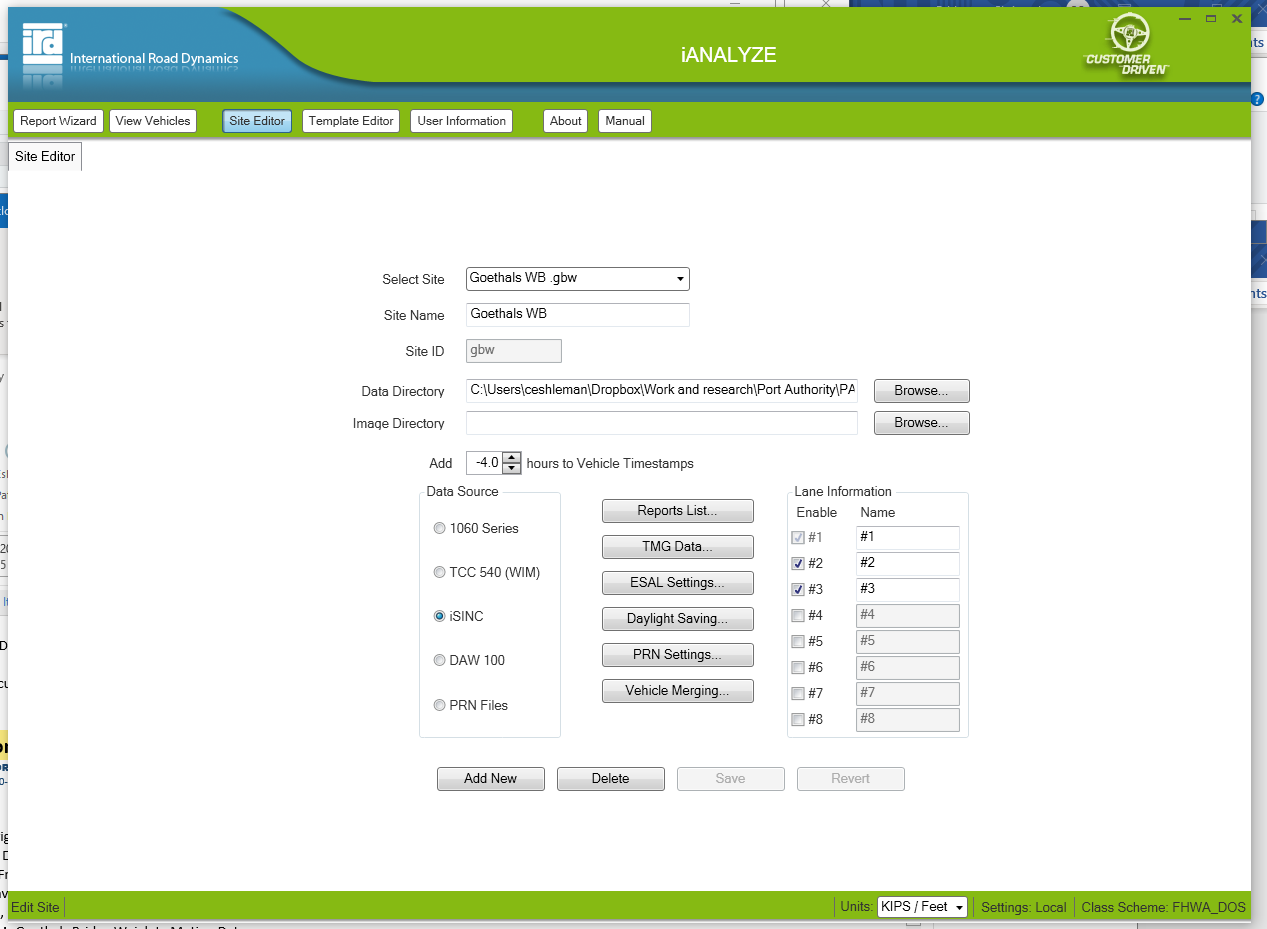 ird
International Road Dynamics
iANALYZE
CUSTOMER
DRIVEN
Report Wizard View Vehicles Site Editor Template Editor User Information About Manual
Site Editor
Select Site Goethals WB .gbw
Site Name Goethals WB
Site ID gbw
Data Directory C:\Users\ceshleman\Dropbox\Work and research\Port Authority\PA Browse...
Image Directory Browse...
Add -4.0 hours to Vehicle Timestamps
Data Source
1060 Series
TCC 540 (WIM)
iSINC
DAW 100
PRN Files
Reports List...
TMG Data...
ESAL Settings...
Daylight Saving...
PRN Settings...
Vehicle Merging...
Lane Information
Enable Name
#1 #1
#2 #2
#3 #3
#4 #4
#5 #5
#6 #6
#7 #7
#8 #8
Add New Delete Save Revert
Edit Site Units: KIPS / Feet Settings: Local Class Scheme: FHWA_DOS